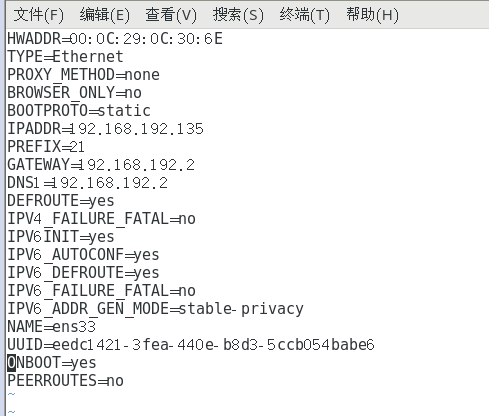 文件(F) 编辑(E) 查看(V) 搜索(S) 终端(T) 帮助(H)
HWADDR=00:0C:29:0C:30:6E
TYPE=Ethernet
PROXY_METHOD=none
BROWSER_ONLY=no
BOOTPROTO=static
IPADDR=192.168.192.135
PREFIX=21
GATEWAY=192.168.192.2
DNS1=192.168.192.2
DEFROUTE=yes
IPV4_FAILURE_FATAL=no
IPV6INIT=yes
IPV6_AUTOCONF=yes
IPV6_DEFROUTE=yes
IPV6_FAILURE_FATAL=no
IPV6_ADDR_GEN_MODE=stable-privacy
NAME=ens33
UUID=eedc1421-3fea-440e-b8d3-5ccb054babe6
ONBOOT=yes
PEERROUTES=no
~
~